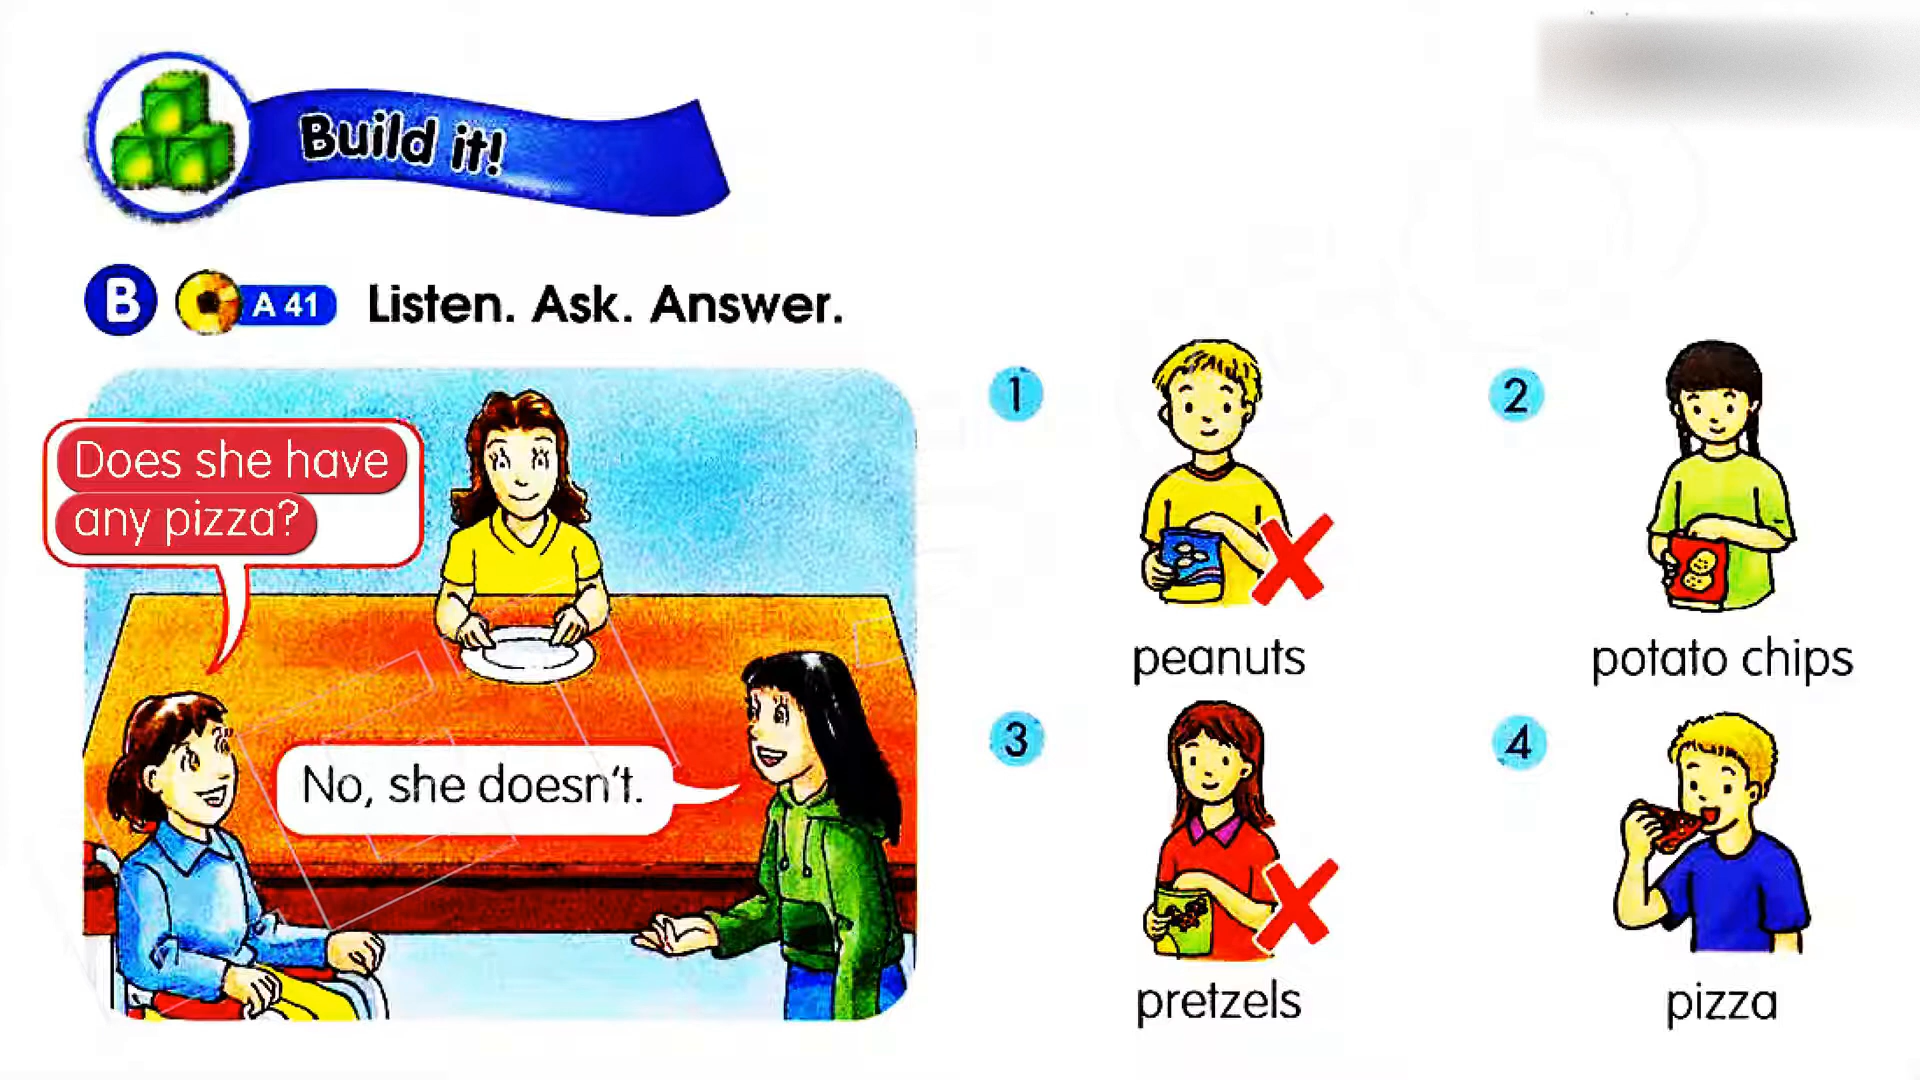 Build it!
B A 41 Listen. Ask. Answer.
Does she have
any pizza?
No, she doesn't.
1
peanuts
2
potato chips
3
pretzels
4
pizza